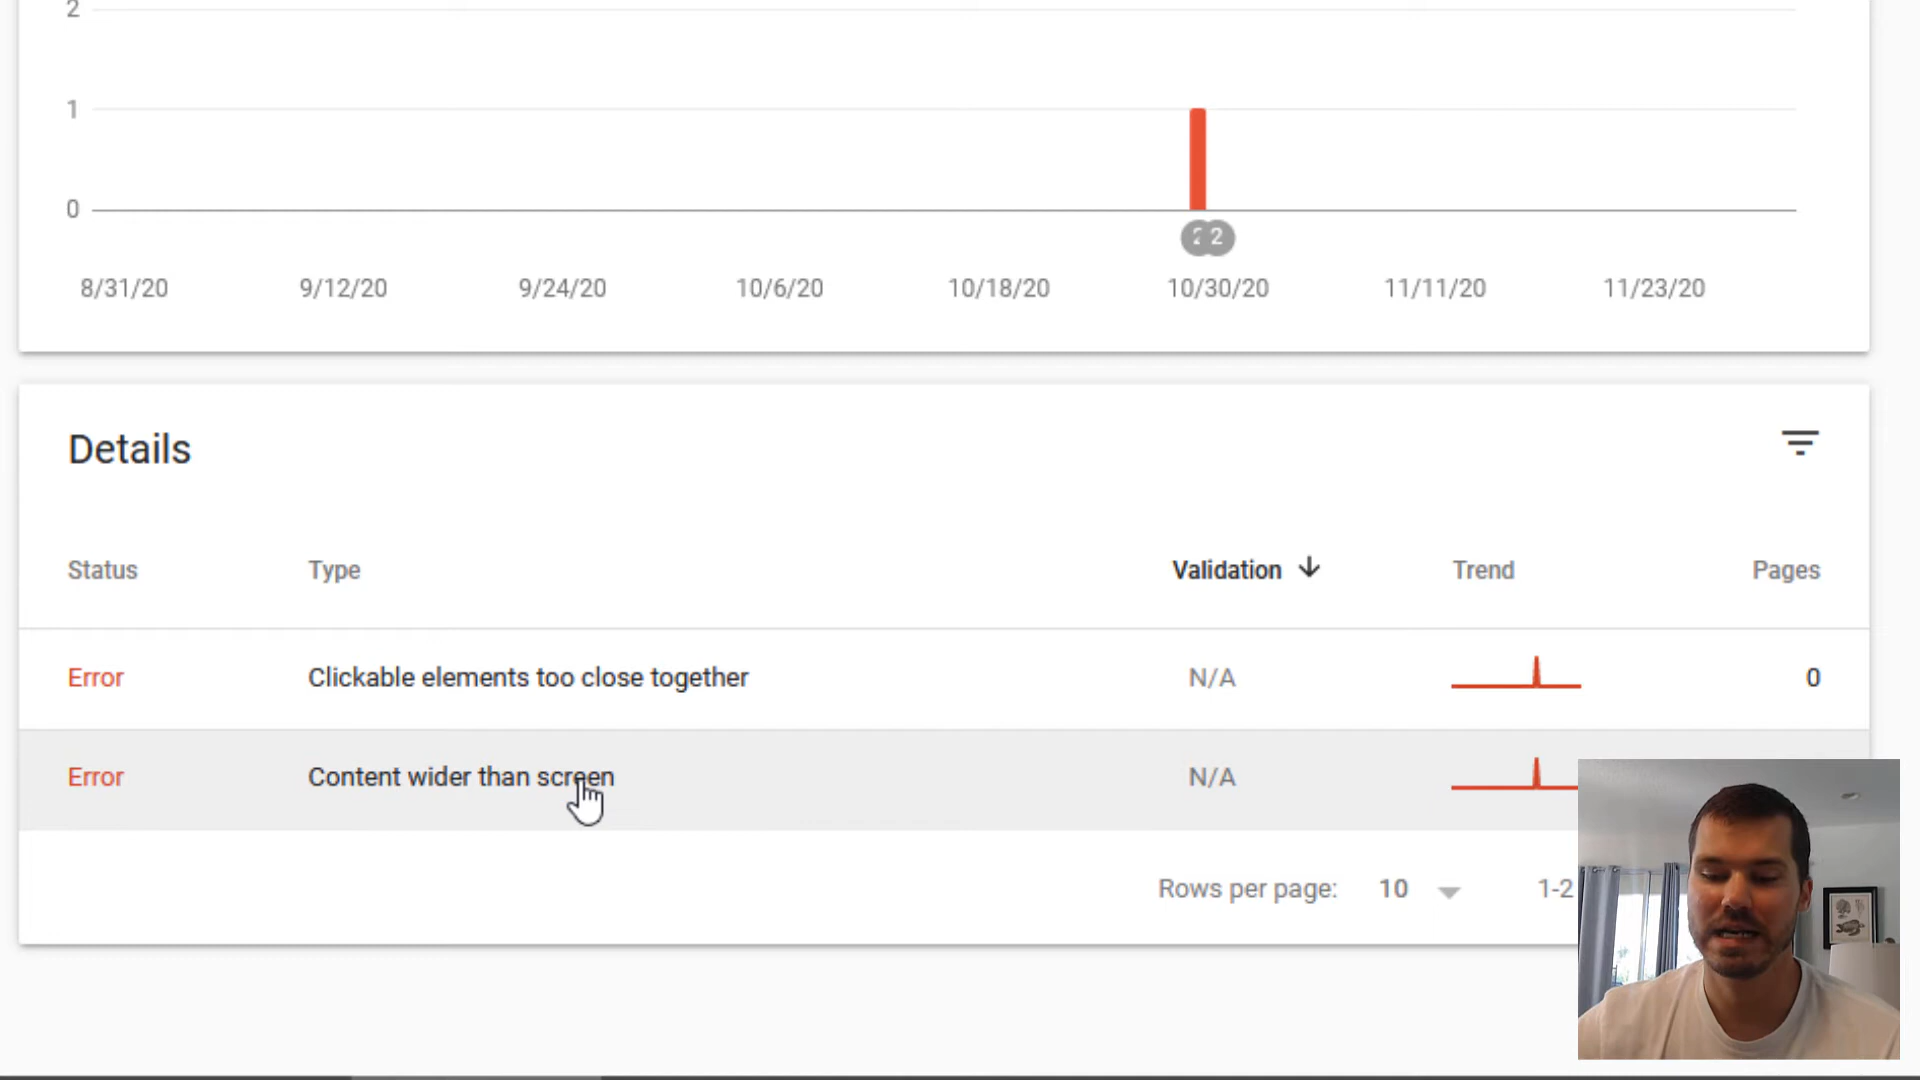 2
1
0
2 2
8/31/20 9/12/20 9/24/20 10/6/20 10/18/20 10/30/20 11/11/20 11/23/20
Details
Status Type Validation Trend Pages
Error Clickable elements too close together N/A 0
Error Content wider than screen N/A
Rows per page: 10 1-2